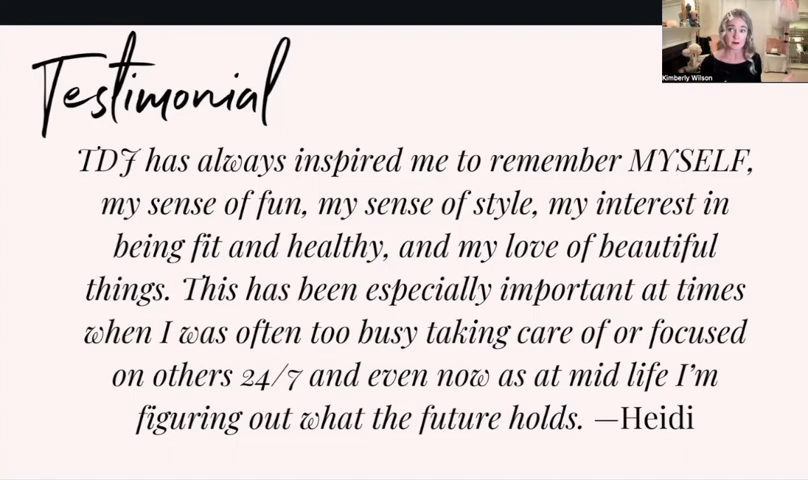 Testimonial
Kimberly Wilson
TDJ has always inspired me to remember MYSELF,
my sense of fun, my sense of style, my interest in
being fit and healthy, and my love of beautiful
things. This has been especially important at times
when I was often too busy taking care of or focused
on others 24/7 and even now as at mid life I’m
figuring out what the future holds. —Heidi